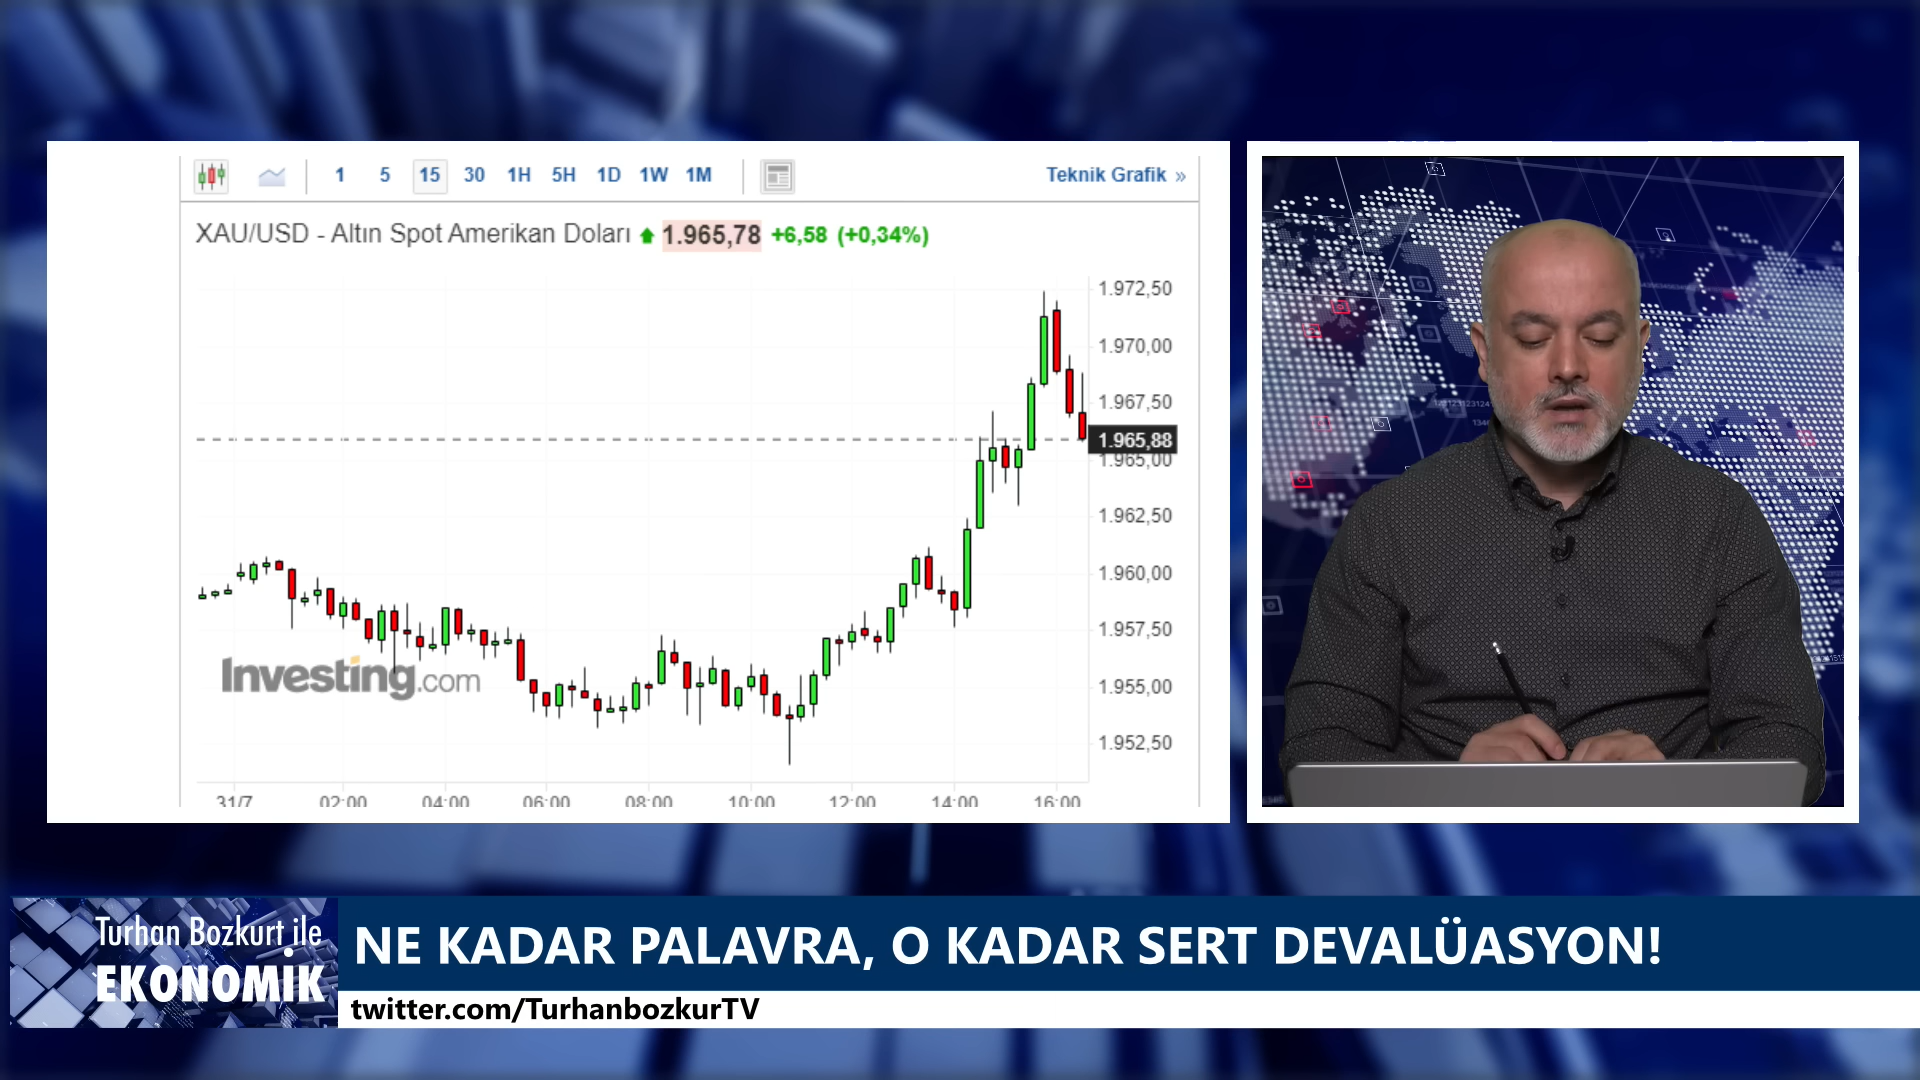 1 5 15 30 1H 5H 1D 1W 1M Teknik Grafik »
XAU/USD - Altın Spot Amerikan Doları 1.965,78 +6,58 (+0,34%)
1.972,50
1.970,00
1.967,50
1.965,88
1.965,00
1.962,50
1.960,00
1.957,50
1.955,00
1.952,50
Investing.com
31/7 02:00 04:00 06:00 08:00 10:00 12:00 14:00 16:00
Turhan Bozkurt ile
EKONOMİK
NE KADAR PALAVRA, O KADAR SERT DEVALÜASYON!
twitter.com/TurhanbozkurTV